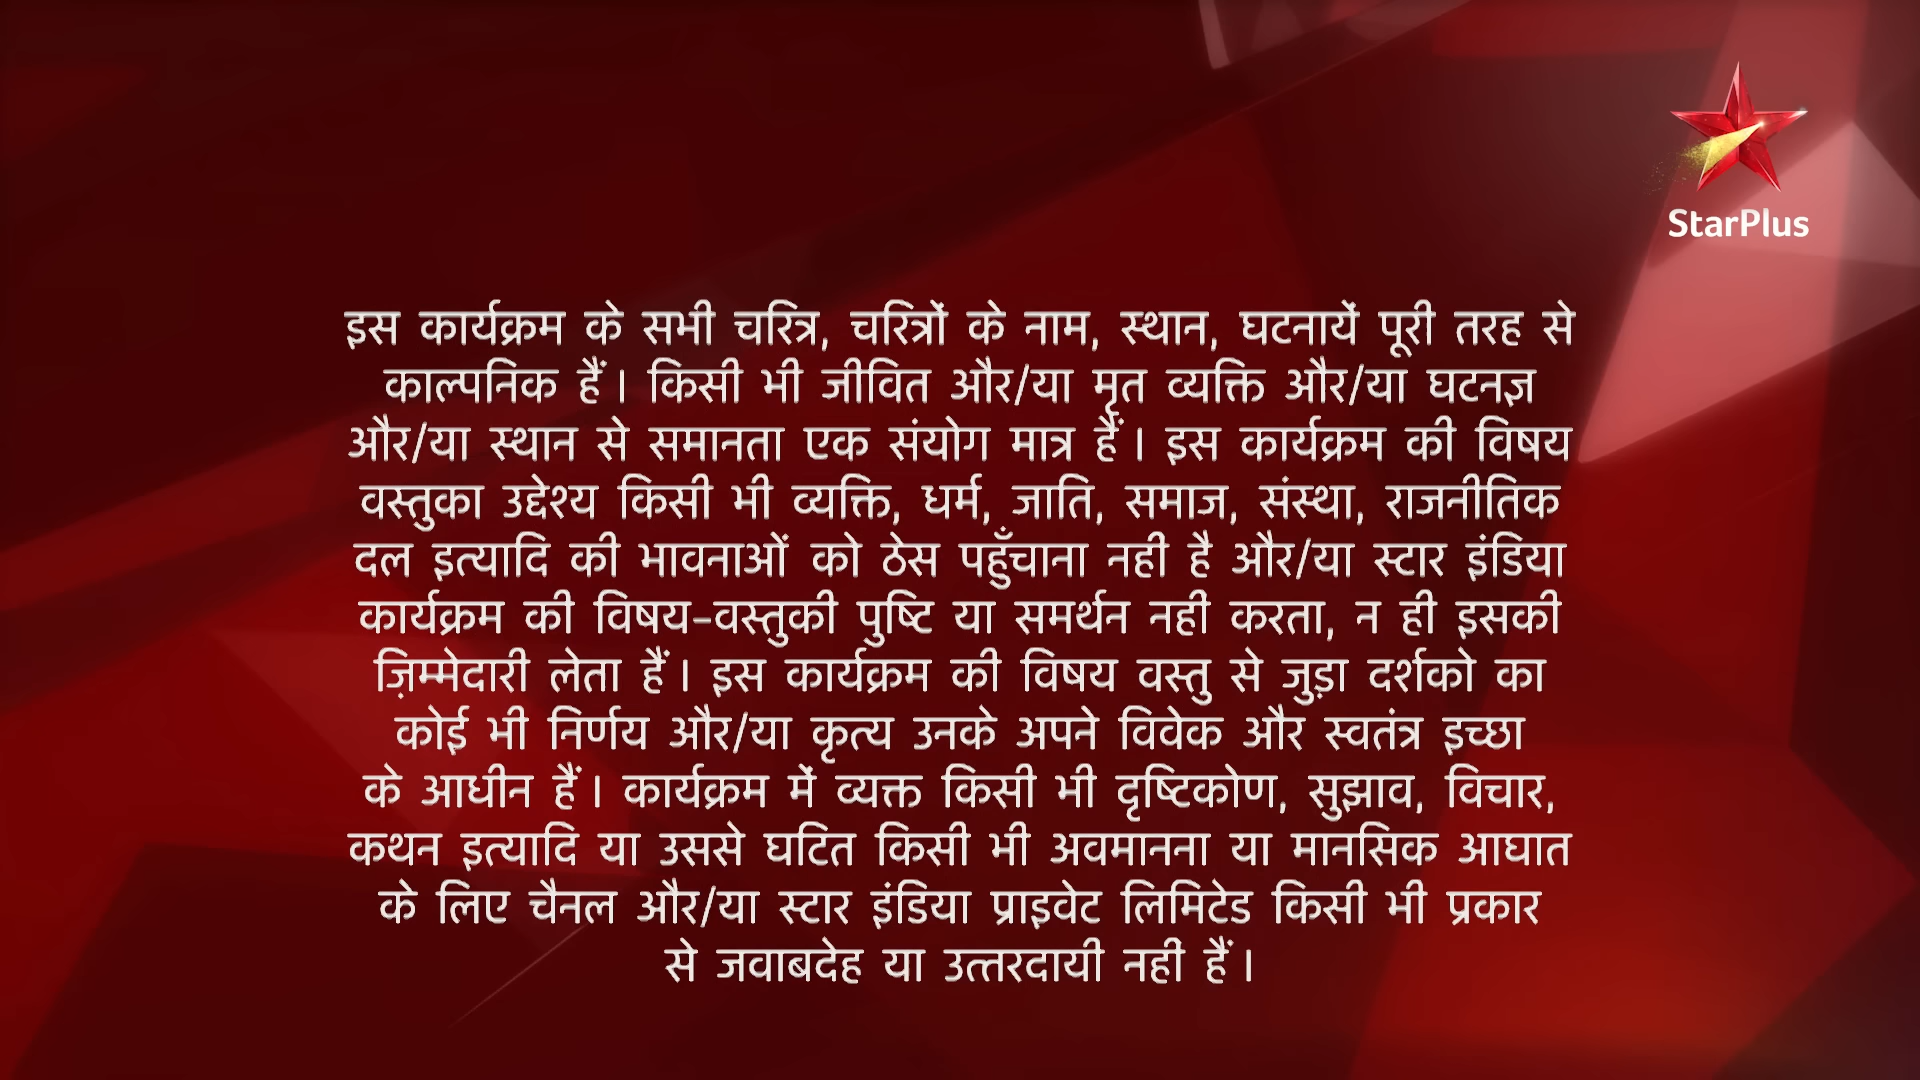 StarPlus
इस कार्यक्रम के सभी चरित्र, चरित्रों के नाम, स्थान, घटनायें पूरी तरह से
काल्पनिक हैं। किसी भी जीवित और/या मृत व्यक्ति और/या घटनज्ञ
और/या स्थान से समानता एक संयोग मात्र हैं। इस कार्यक्रम की विषय
वस्तुका उद्देश्य किसी भी व्यक्ति, धर्म, जाति, समाज, संस्था, राजनीतिक
दल इत्यादि की भावनाओं को ठेस पहुँचाना नही है और/या स्टार इंडिया
कार्यक्रम की विषय-वस्तुकी पुष्टि या समर्थन नही करता, न ही इसकी
ज़िम्मेदारी लेता हैं। इस कार्यक्रम की विषय वस्तु से जुड़ा दर्शको का
कोई भी निर्णय और/या कृत्य उनके अपने विवेक और स्वतंत्र इच्छा
के आधीन हैं। कार्यक्रम में व्यक्त किसी भी दृष्टिकोण, सुझाव, विचार,
कथन इत्यादि या उससे घटित किसी भी अवमानना या मानसिक आघात
के लिए चैनल और/या स्टार इंडिया प्राइवेट लिमिटेड किसी भी प्रकार
से जवाबदेह या उत्तरदायी नही हैं।